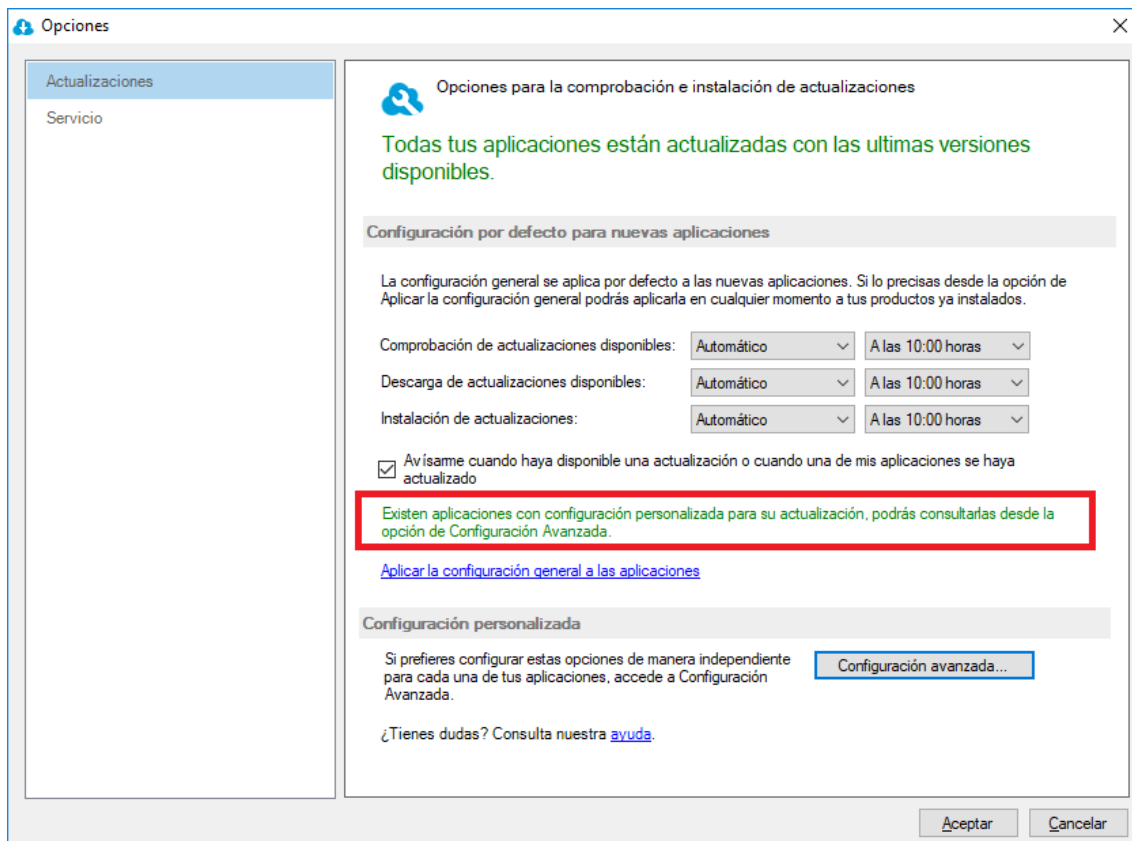 Opciones
Actualizaciones
Servicio
Opciones para la comprobación e instalación de actualizaciones
Todas tus aplicaciones están actualizadas con las ultimas versiones
disponibles.
Configuración por defecto para nuevas aplicaciones
La configuración general se aplica por defecto a las nuevas aplicaciones. Si lo precisas desde la opción de
Aplicar la configuración general podrás aplicarla en cualquier momento a tus productos ya instalados.
Comprobación de actualizaciones disponibles: Automático A las 10:00 horas
Descarga de actualizaciones disponibles: Automático A las 10:00 horas
Instalación de actualizaciones: Automático A las 10:00 horas
Avísarme cuando haya disponible una actualización o cuando una de mis aplicaciones se haya
actualizado
Existen aplicaciones con configuración personalizada para su actualización, podrás consultarlas desde la
opción de Configuración Avanzada.
Aplicar la configuración general a las aplicaciones
Configuración personalizada
Si prefieres configurar estas opciones de manera independiente
para cada una de tus aplicaciones, accede a Configuración
Avanzada.
Configuración avanzada...
¿Tienes dudas? Consulta nuestra ayuda.
Aceptar Cancelar